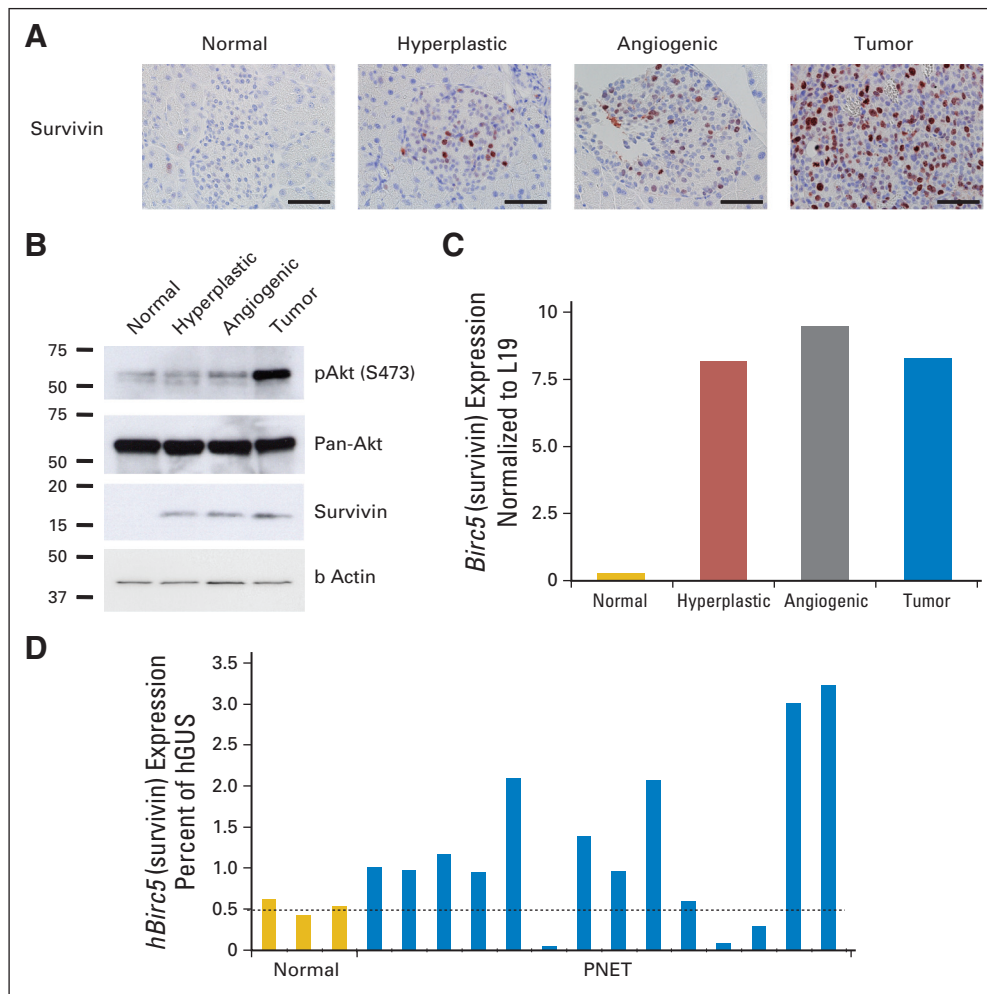 A
Normal
Hyperplastic
Angiogenic
Tumor
Survivin
B
Normal
Hyperplastic
Angiogenic
Tumor
75
50
pAkt (S473)
75
50
Pan-Akt
20
15
Survivin
50
37
b Actin
C
Birc5 (survivin) Expression
Normalized to L19
10
7.5
5.0
2.5
0
Normal
Hyperplastic
Angiogenic
Tumor
D
hBirc5 (survivin) Expression
Percent of hGUS
3.5
3.0
2.5
2.0
1.5
1.0
0.5
0
Normal
PNET